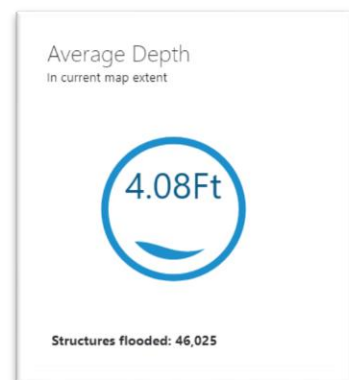 Average Depth
In current map extent
4.08Ft
Structures flooded: 46,025